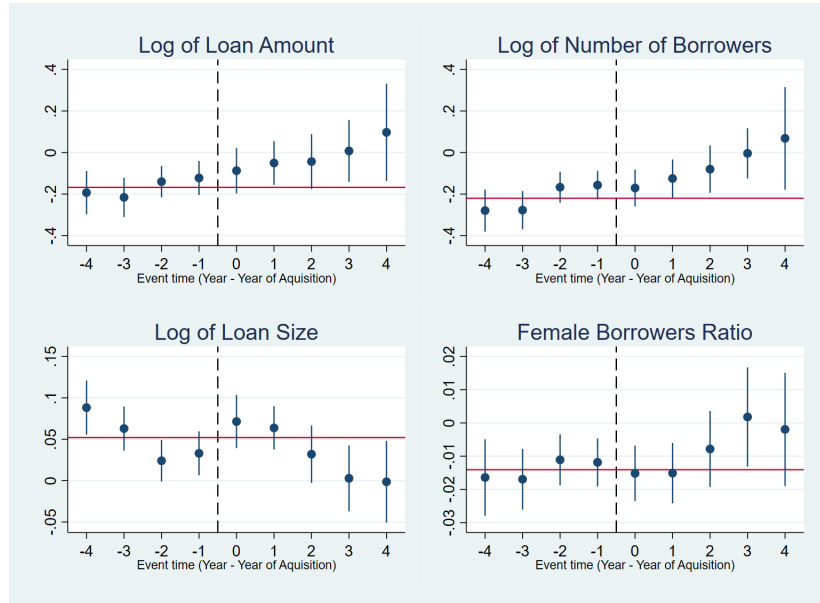 Log of Loan Amount
.4
.2
0
-.2
-.4
-4 -3 -2 -1 0 1 2 3 4
Event time (Year - Year of Aquisition)
Log of Number of Borrowers
.4
.2
0
-.2
-.4
-4 -3 -2 -1 0 1 2 3 4
Event time (Year - Year of Aquisition)
Log of Loan Size
.15
.1
.05
0
-.05
-4 -3 -2 -1 0 1 2 3 4
Event time (Year - Year of Aquisition)
Female Borrowers Ratio
.02
.01
0
-.01
-.02
-.03
-4 -3 -2 -1 0 1 2 3 4
Event time (Year - Year of Aquisition)